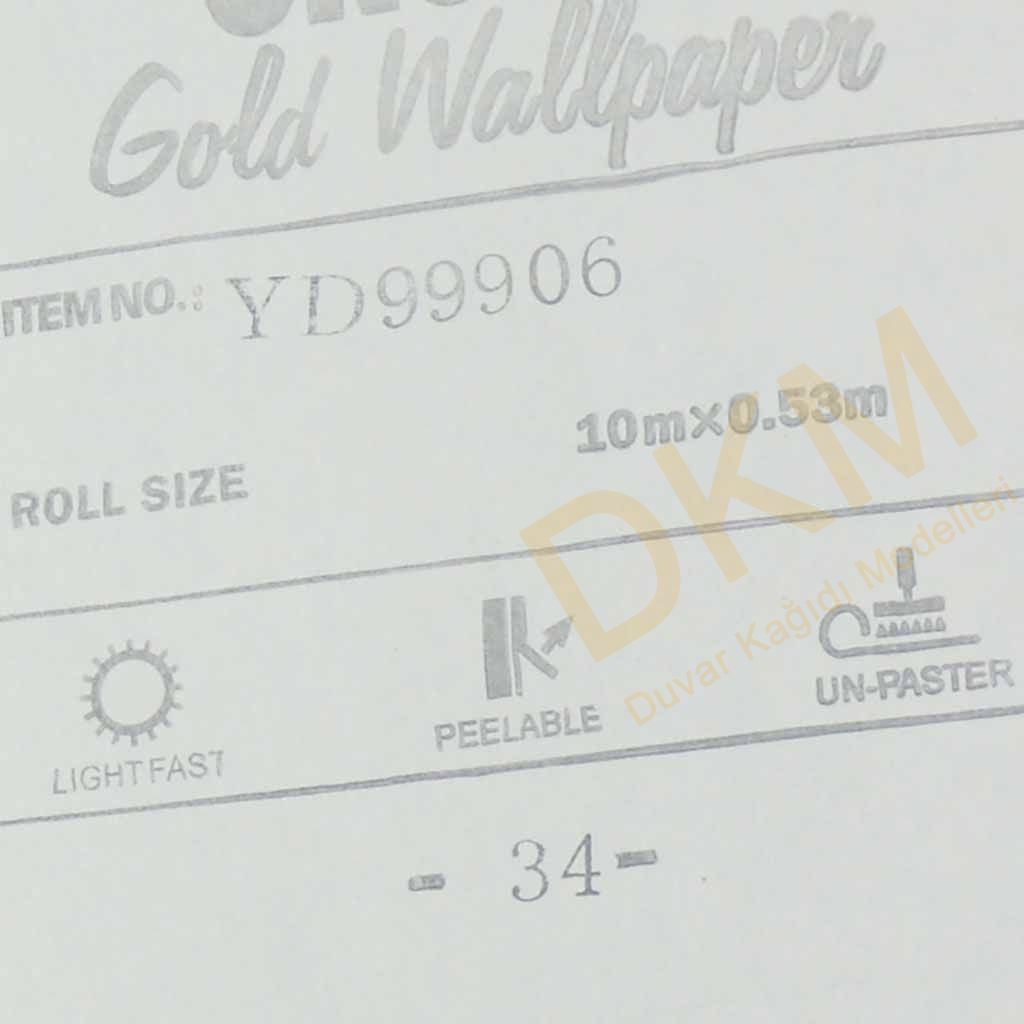 Gold Wallpaper
ITEM NO.: YD99906
10m×0.53m
ROLL SIZE
DKM
Duvar Kağıdı Modelleri
LIGHTFAST
PEELABLE
UN-PASTER
- 34 -